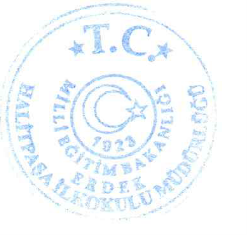 T.C.
HALİTPAŞA İLKOKULU MÜDÜRLÜĞÜ
MİLLİ EĞİTİM BAKANLIĞI
1923
ERDEK